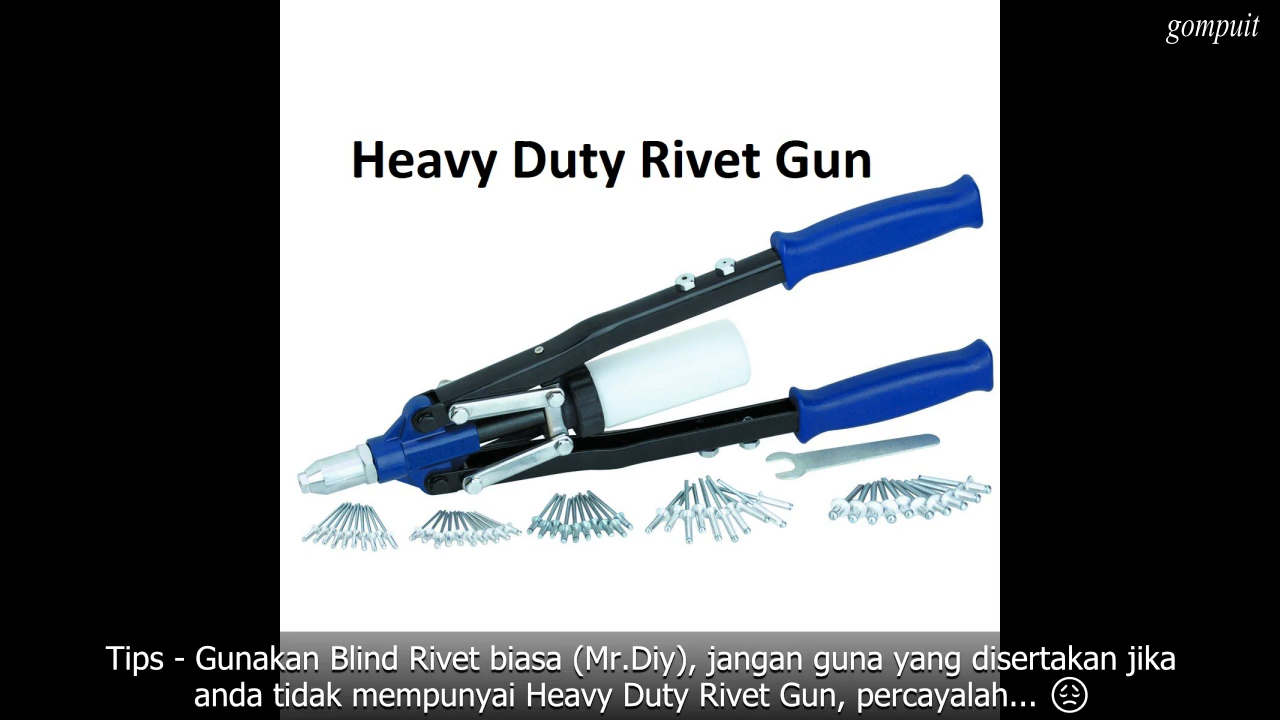 gompuit
Heavy Duty Rivet Gun
Tips - Gunakan Blind Rivet biasa (Mr.Diy), jangan guna yang disertakan jika
anda tidak mempunyai Heavy Duty Rivet Gun, percayalah... 😔